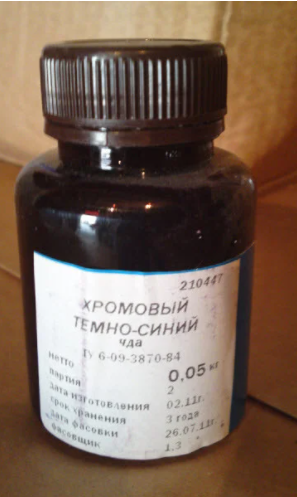 210447
ХРОМОВЫЙ
ТЕМНО-СИНИЙ
чда
ТУ 6-09-3870-84
нетто 0,05 кг
партия 2
дата изготовления 02.11г.
срок хранения 3 года
дата фасовки 26.07.11г.
фасовщик 1.3